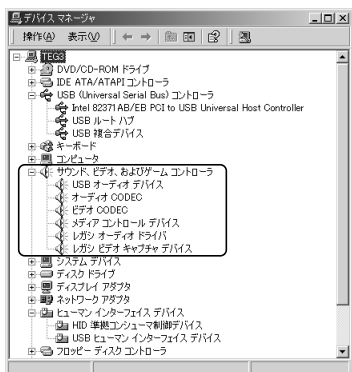 デバイス マネージャ
操作(A) 表示(V)
TEG3
DVD/CD-ROM ドライブ
IDE ATA/ATAPI コントローラ
USB (Universal Serial Bus) コントローラ
Intel 82371AB/EB PCI to USB Universal Host Controller
USB ルート ハブ
USB 複合デバイス
キーボード
コンピュータ
サウンド、ビデオ、およびゲーム コントローラ
USB オーディオ デバイス
オーディオ CODEC
ビデオ CODEC
メディア コントロール デバイス
レガシ オーディオ ドライバ
レガシ ビデオ キャプチャ デバイス
システム デバイス
ディスク ドライブ
ディスプレイ アダプタ
ネットワーク アダプタ
ヒューマン インターフェイス デバイス
HID 準拠コンシューマ制御デバイス
USB ヒューマン インターフェイス デバイス
フロッピー ディスク コントローラ